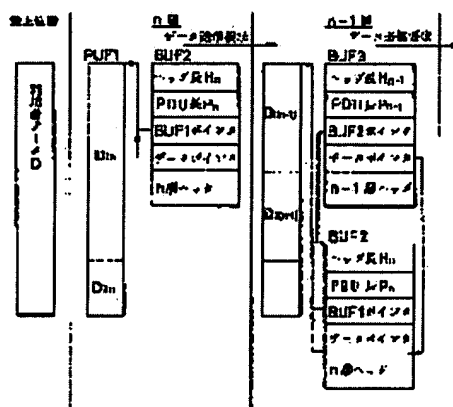 最上位層
n層
n-1層
データ送信要求
データ送信要求
BUF1
BUF2
BUF3
ヘッダ長Hn
PDU長Pn
BUF1ポインタ
データポインタ
n層ヘッダ
ヘッダ長Hn-1
PDU長Pn-1
BUF2ポインタ
データポインタ
n-1層ヘッダ
D1n
D2n
BUF2
ヘッダ長Hn
PDU長Pn
BUF1ポインタ
データポインタ
n層ヘッダ